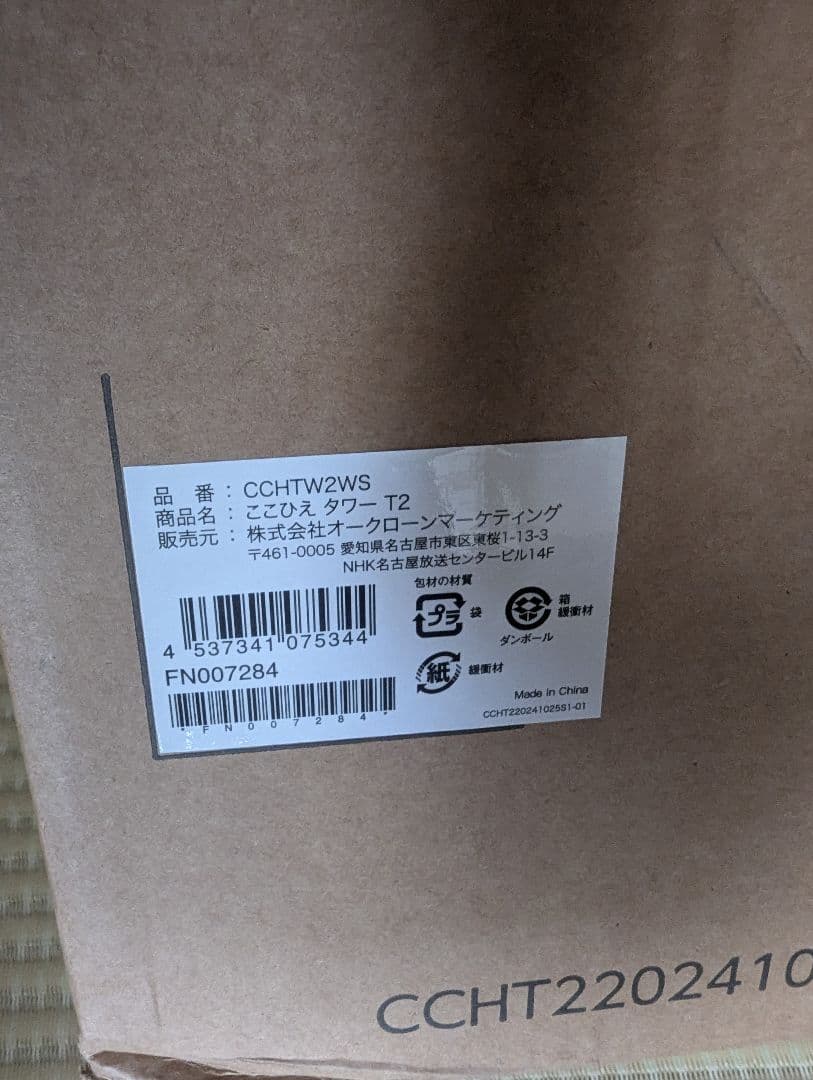 品 番 : CCHTW2WS
商品名 : ここひえ タワー T2
販売元 : 株式会社オークローンマーケティング
〒461-0005 愛知県名古屋市東区東桜1-13-3
NHK名古屋放送センタービル14F
包材の材質
プラ 袋
箱
緩衝材
ダンボール
4 537341 075344
FN007284
紙 緩衝材
*FN007284*
Made in China
CCHT220241025S1-01
CCHT2202410